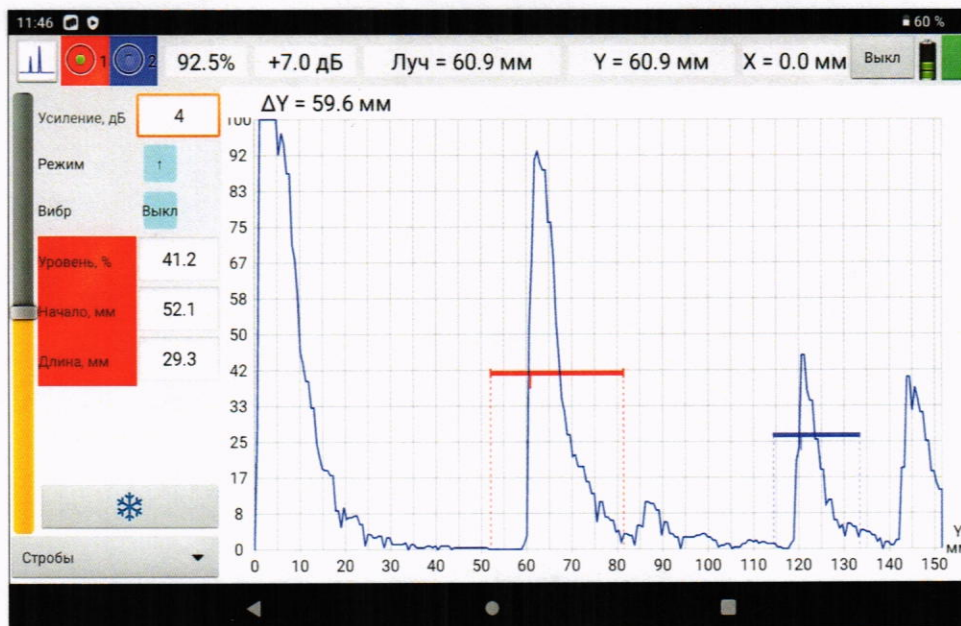 11:46 60 %
1 2 92.5% +7.0 дБ Луч = 60.9 мм Y = 60.9 мм X = 0.0 мм Выкл
ΔY = 59.6 мм
Усиление, дБ 4
Режим ↑
Вибр Выкл
Уровень, % 41.2
Начало, мм 52.1
Длина, мм 29.3
Стробы
100
92
83
75
67
58
50
42
33
25
17
8
0
0 10 20 30 40 50 60 70 80 90 100 110 120 130 140 150
Y
мм